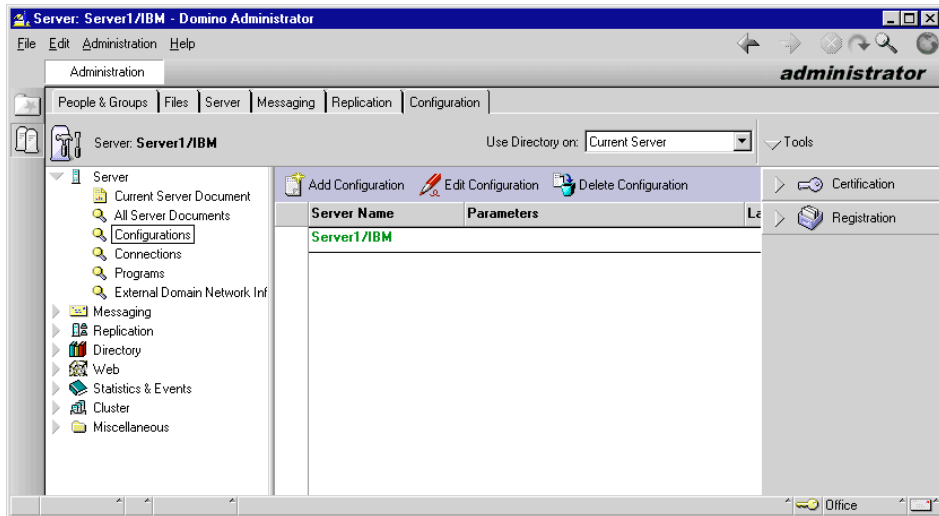 Server: Server1/IBM - Domino Administrator
File Edit Administration Help
Administration
administrator
People & Groups Files Server Messaging Replication Configuration
Server: Server1/IBM
Use Directory on: Current Server
Tools
Server
Current Server Document
All Server Documents
Configurations
Connections
Programs
External Domain Network Inf
Messaging
Replication
Directory
Web
Statistics & Events
Cluster
Miscellaneous
Add Configuration Edit Configuration Delete Configuration
Server Name Parameters La
Server1/IBM
Certification
Registration
Office